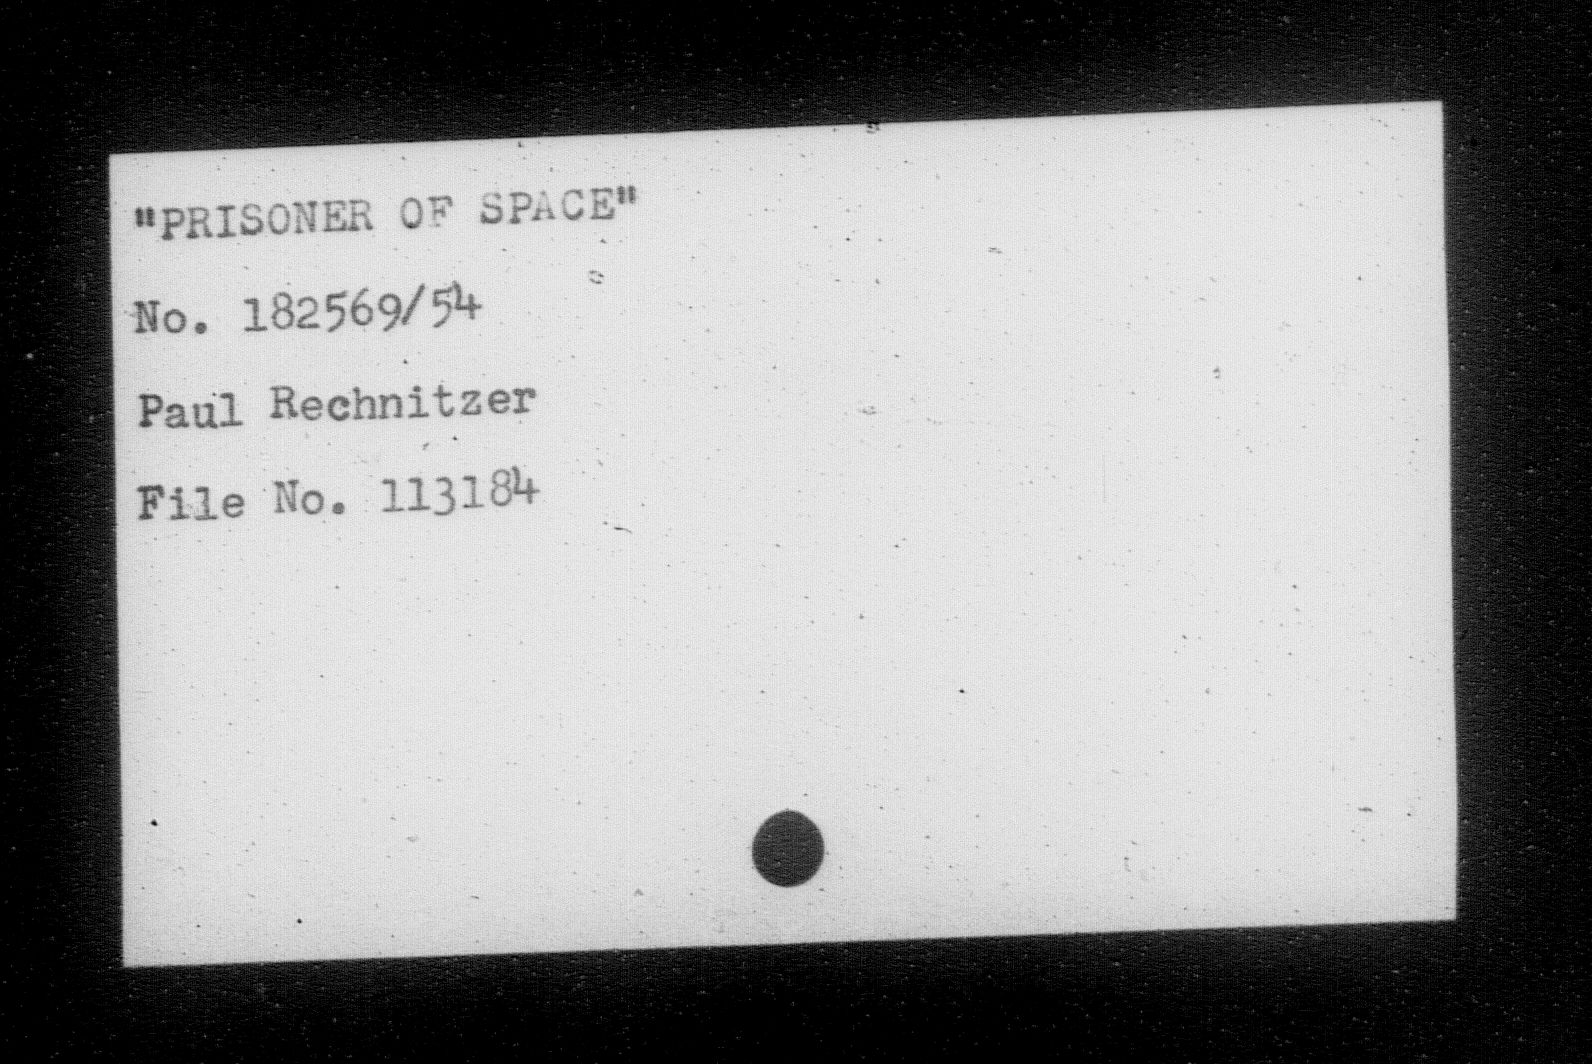 "PRISONER OF SPACE"
No. 182569/54
Paul Rechnitzer
File No. 113184